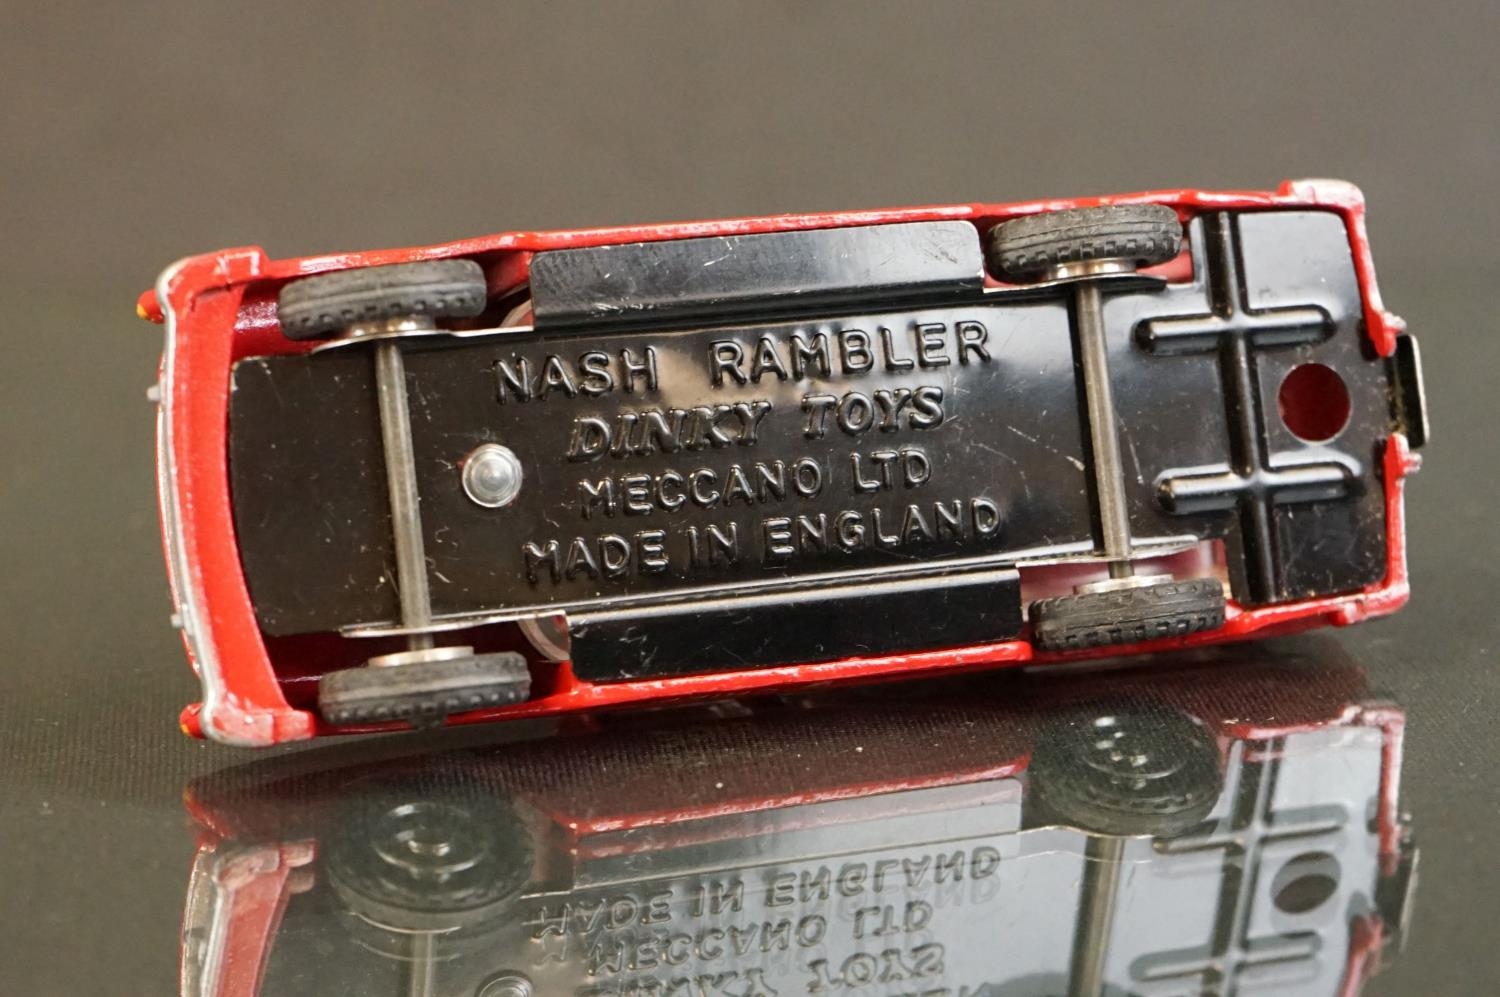 NASH RAMBLER
DINKY TOYS
MECCANO LTD
MADE IN ENGLAND